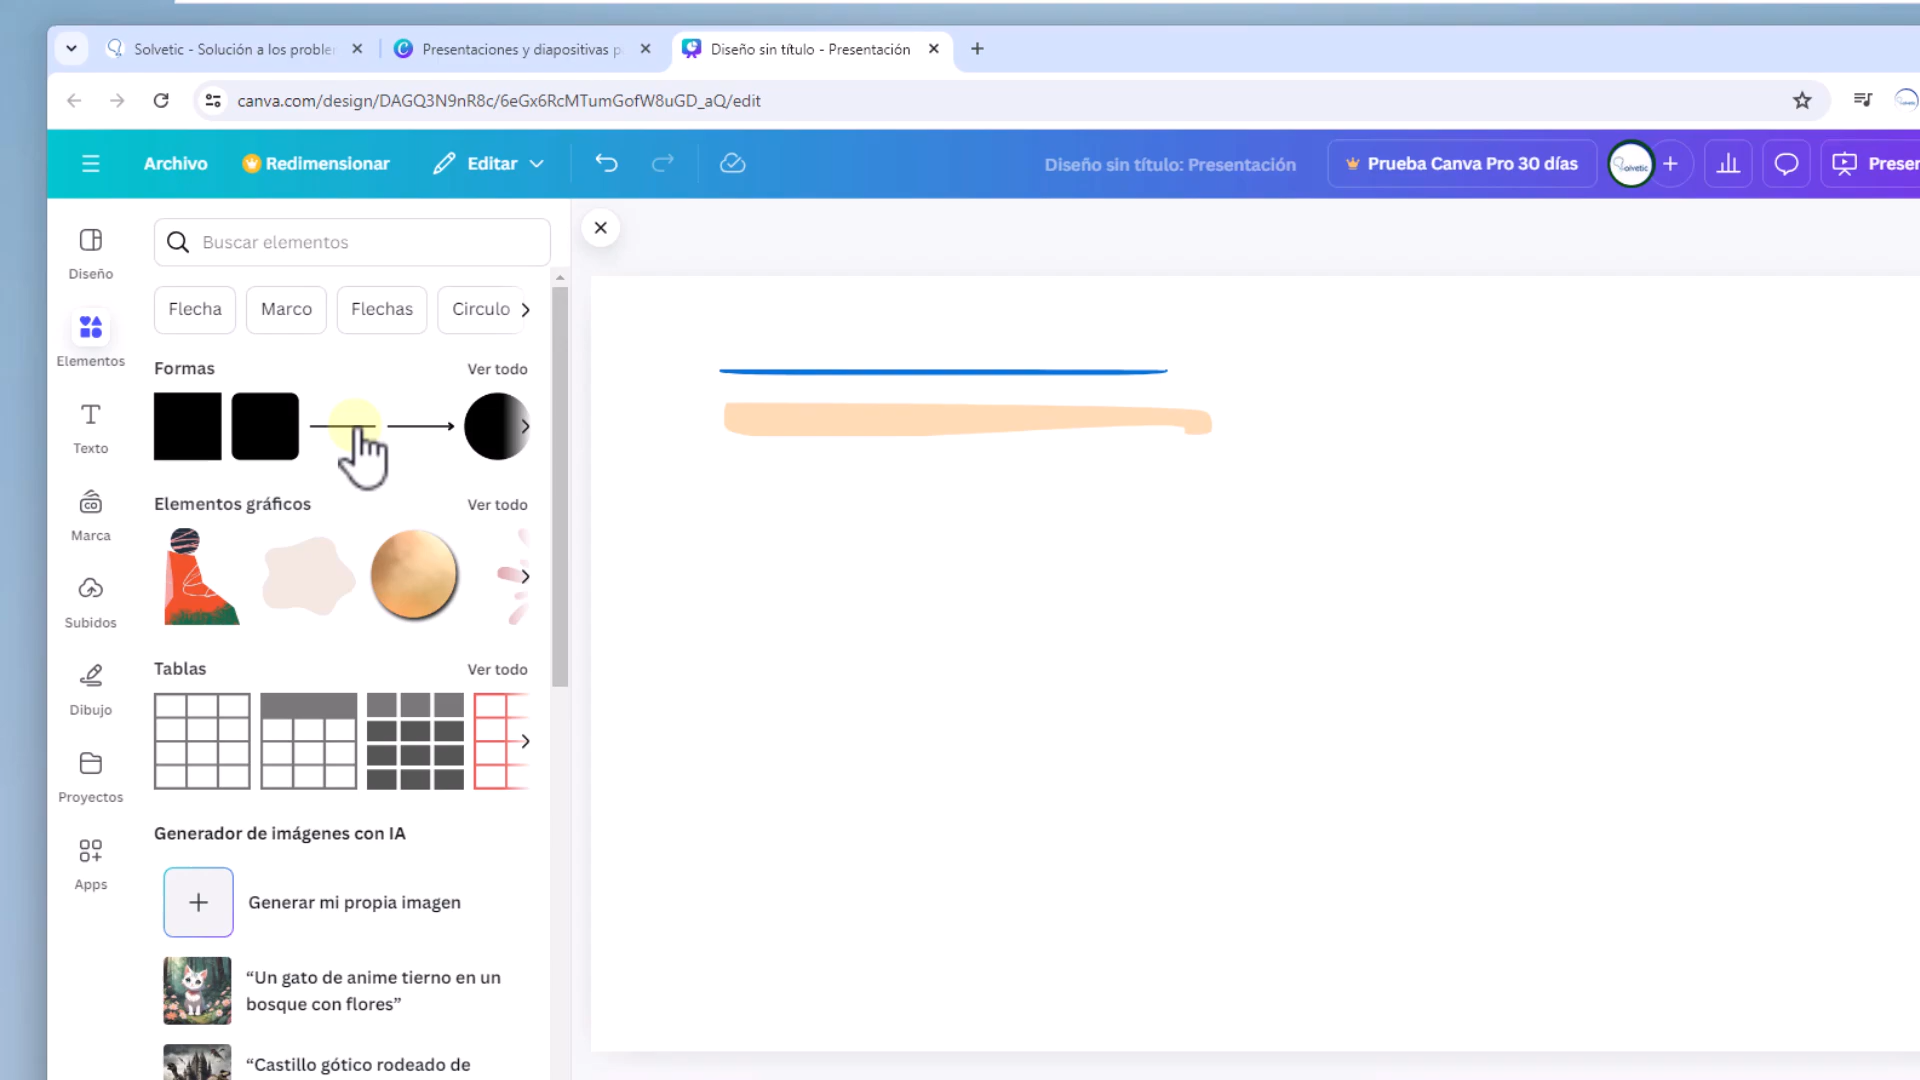 Solvetic - Solución a los proble
Presentaciones y diapositivas p
Diseño sin título - Presentación
canva.com/design/DAGQ3N9nR8c/6eGx6RcMTumGofW8uGD_aQ/edit
Archivo
Redimensionar
Editar
Diseño sin título: Presentación
Prueba Canva Pro 30 días
Solvetic
Presen
Diseño
Elementos
Texto
Marca
Subidos
Dibujo
Proyectos
Apps
Buscar elementos
Flecha
Marco
Flechas
Circulo
Formas
Ver todo
Elementos gráficos
Ver todo
Tablas
Ver todo
Generador de imágenes con IA
Generar mi propia imagen
“Un gato de anime tierno en un
bosque con flores”
“Castillo gótico rodeado de